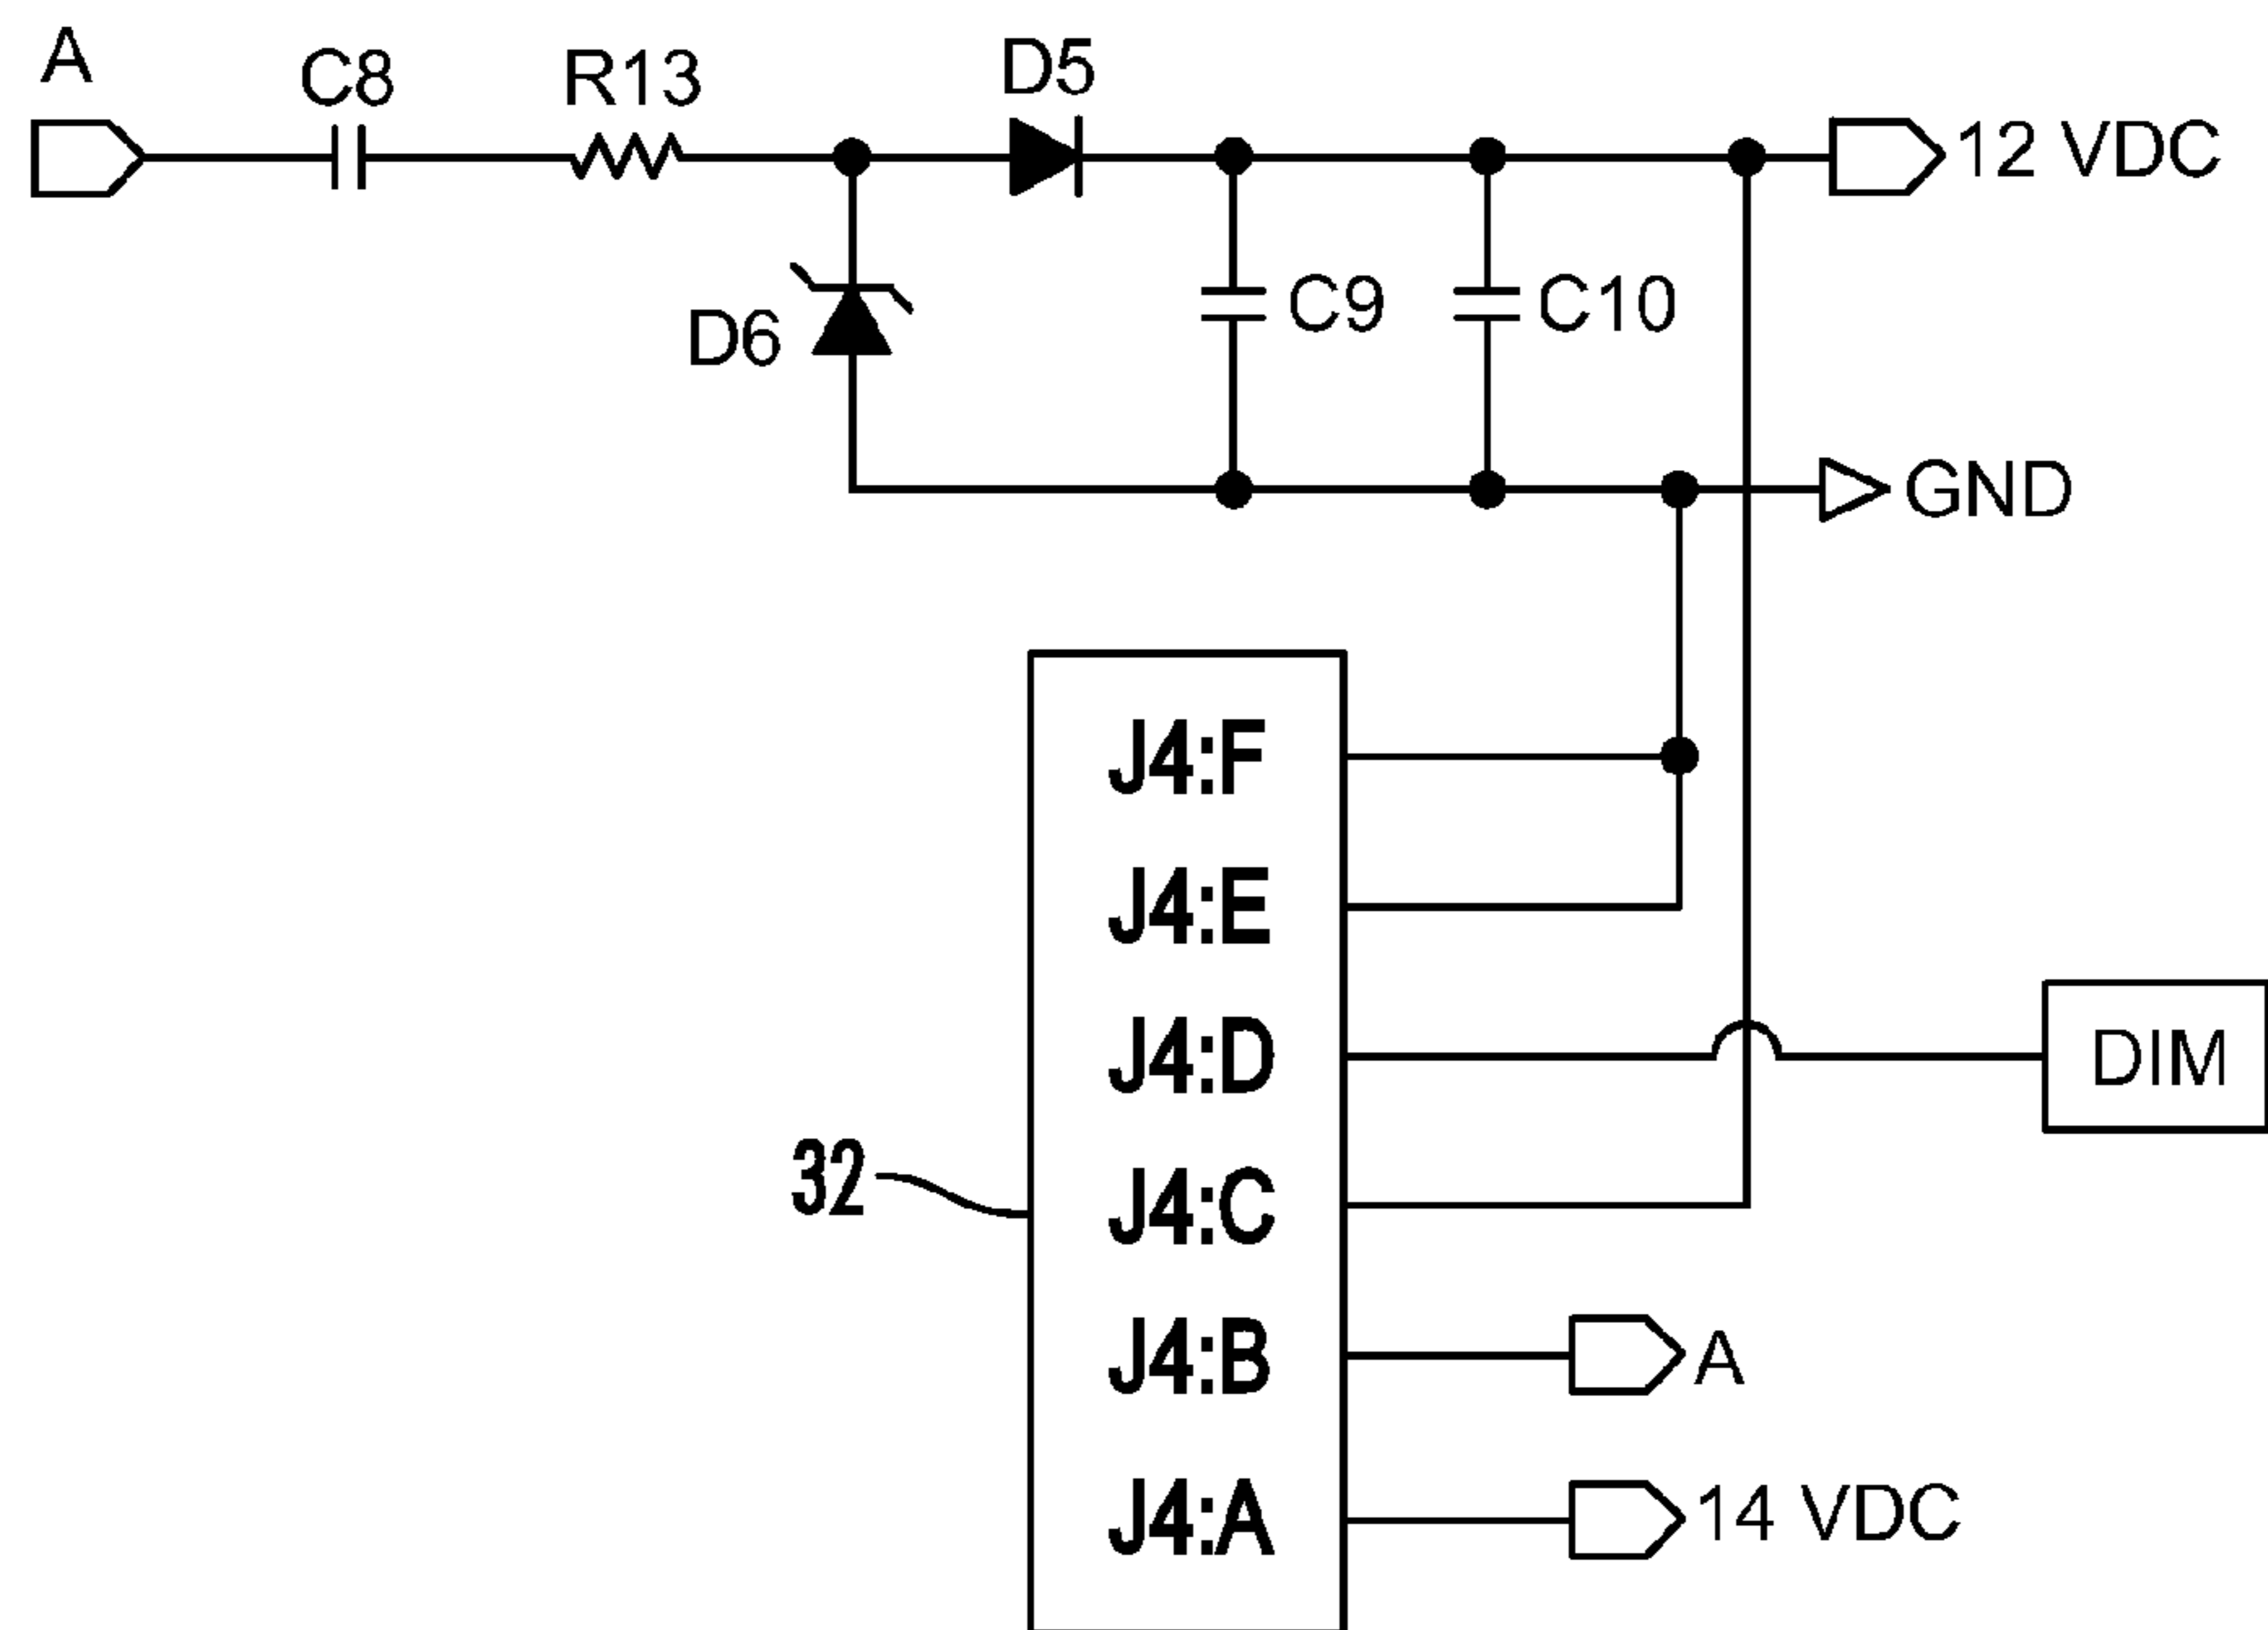 A
C8
R13
D5
12 VDC
D6
C9
C10
GND
J4:F
J4:E
J4:D
DIM
32
J4:C
J4:B
A
J4:A
14 VDC